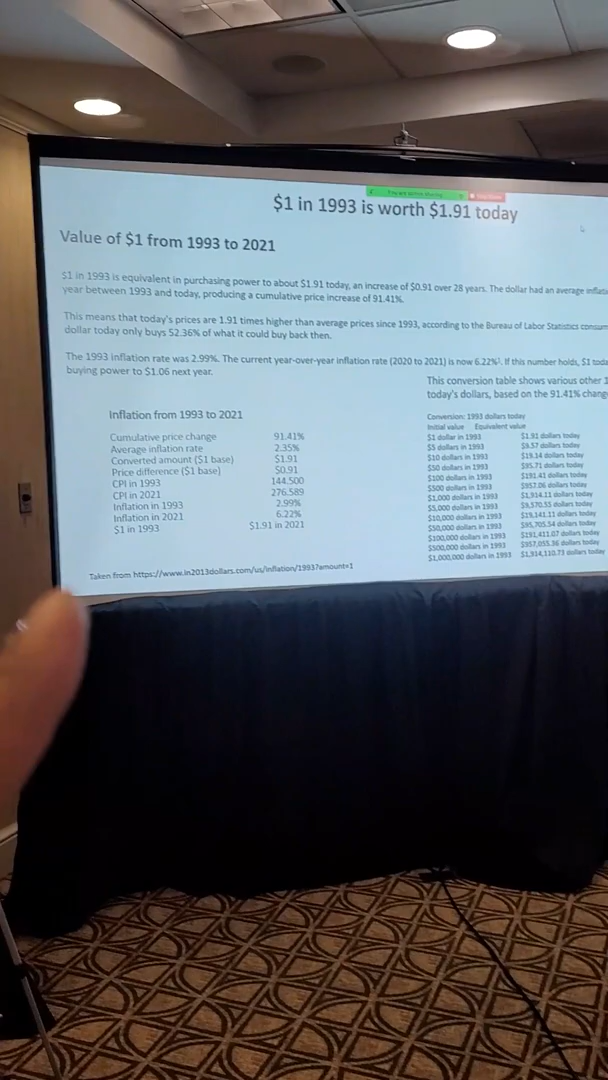 $1 in 1993 is worth $1.91 today
Value of $1 from 1993 to 2021
$1 in 1993 is equivalent in purchasing power to about $1.91 today, an increase of $0.91 over 28 years. The dollar had an average
year between 1993 and today, producing a cumulative price increase of 91.41%.
This means that today's prices are 1.91 times higher than average prices since 1993, according to the Bureau of Labor Statistics
dollar today only buys 52.36% of what it could buy back then.
The 1993 inflation rate was 2.99%. The current year-over-year inflation rate (2020 to 2021) is now 6.22%¹. If this number holds, $1
buying power to $1.06 next year.
This conversion table shows various other
today's dollars, based on the 91.41%
Inflation from 1993 to 2021
Cumulative price change 91.41%
Average inflation rate 2.35%
Converted amount ($1 base) $1.91
Price difference ($1 base) $0.91
CPI in 1993 144.500
CPI in 2021 276.589
Inflation in 1993 2.99%
Inflation in 2021 6.22%
$1 in 1993 $1.91 in 2021
Conversion: 1993 dollars today
Initial value Equivalent value
$1 dollar in 1993 $1.91 dollars today
$5 dollars in 1993 $9.57 dollars today
$10 dollars in 1993 $19.14 dollars today
$50 dollars in 1993 $95.71 dollars today
$100 dollars in 1993 $191.41 dollars today
$500 dollars in 1993 $957.06 dollars today
$1,000 dollars in 1993 $1,914.11 dollars today
$5,000 dollars in 1993 $9,570.55 dollars today
$10,000 dollars in 1993 $19,141.11 dollars today
$50,000 dollars in 1993 $95,705.54 dollars today
$100,000 dollars in 1993 $191,411.07 dollars today
$500,000 dollars in 1993 $957,055.36 dollars today
$1,000,000 dollars in 1993 $1,914,110.73 dollars today
Taken from https://www.in2013dollars.com/us/inflation/1993?amount=1